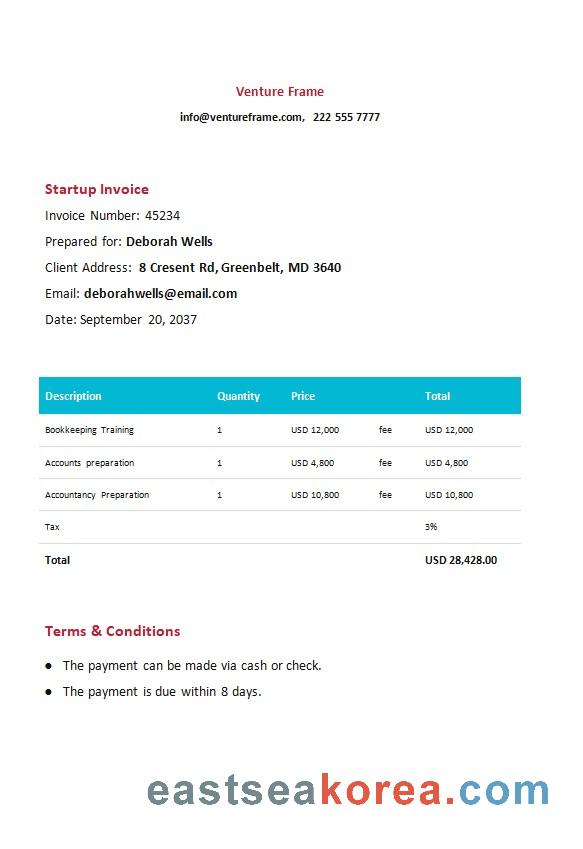 Venture Frame
info@ventureframe.com, 222 555 7777
Startup Invoice
Invoice Number: 45234
Prepared for: Deborah Wells
Client Address: 8 Cresent Rd, Greenbelt, MD 3640
Email: deborahwells@email.com
Date: September 20, 2037
Description Quantity Price Total
Bookkeeping Training 1 USD 12,000 fee USD 12,000
Accounts preparation 1 USD 4,800 fee USD 4,800
Accountancy Preparation 1 USD 10,800 fee USD 10,800
Tax 3%
Total USD 28,428.00
Terms & Conditions
● The payment can be made via cash or check.
● The payment is due within 8 days.
eastseakorea.com